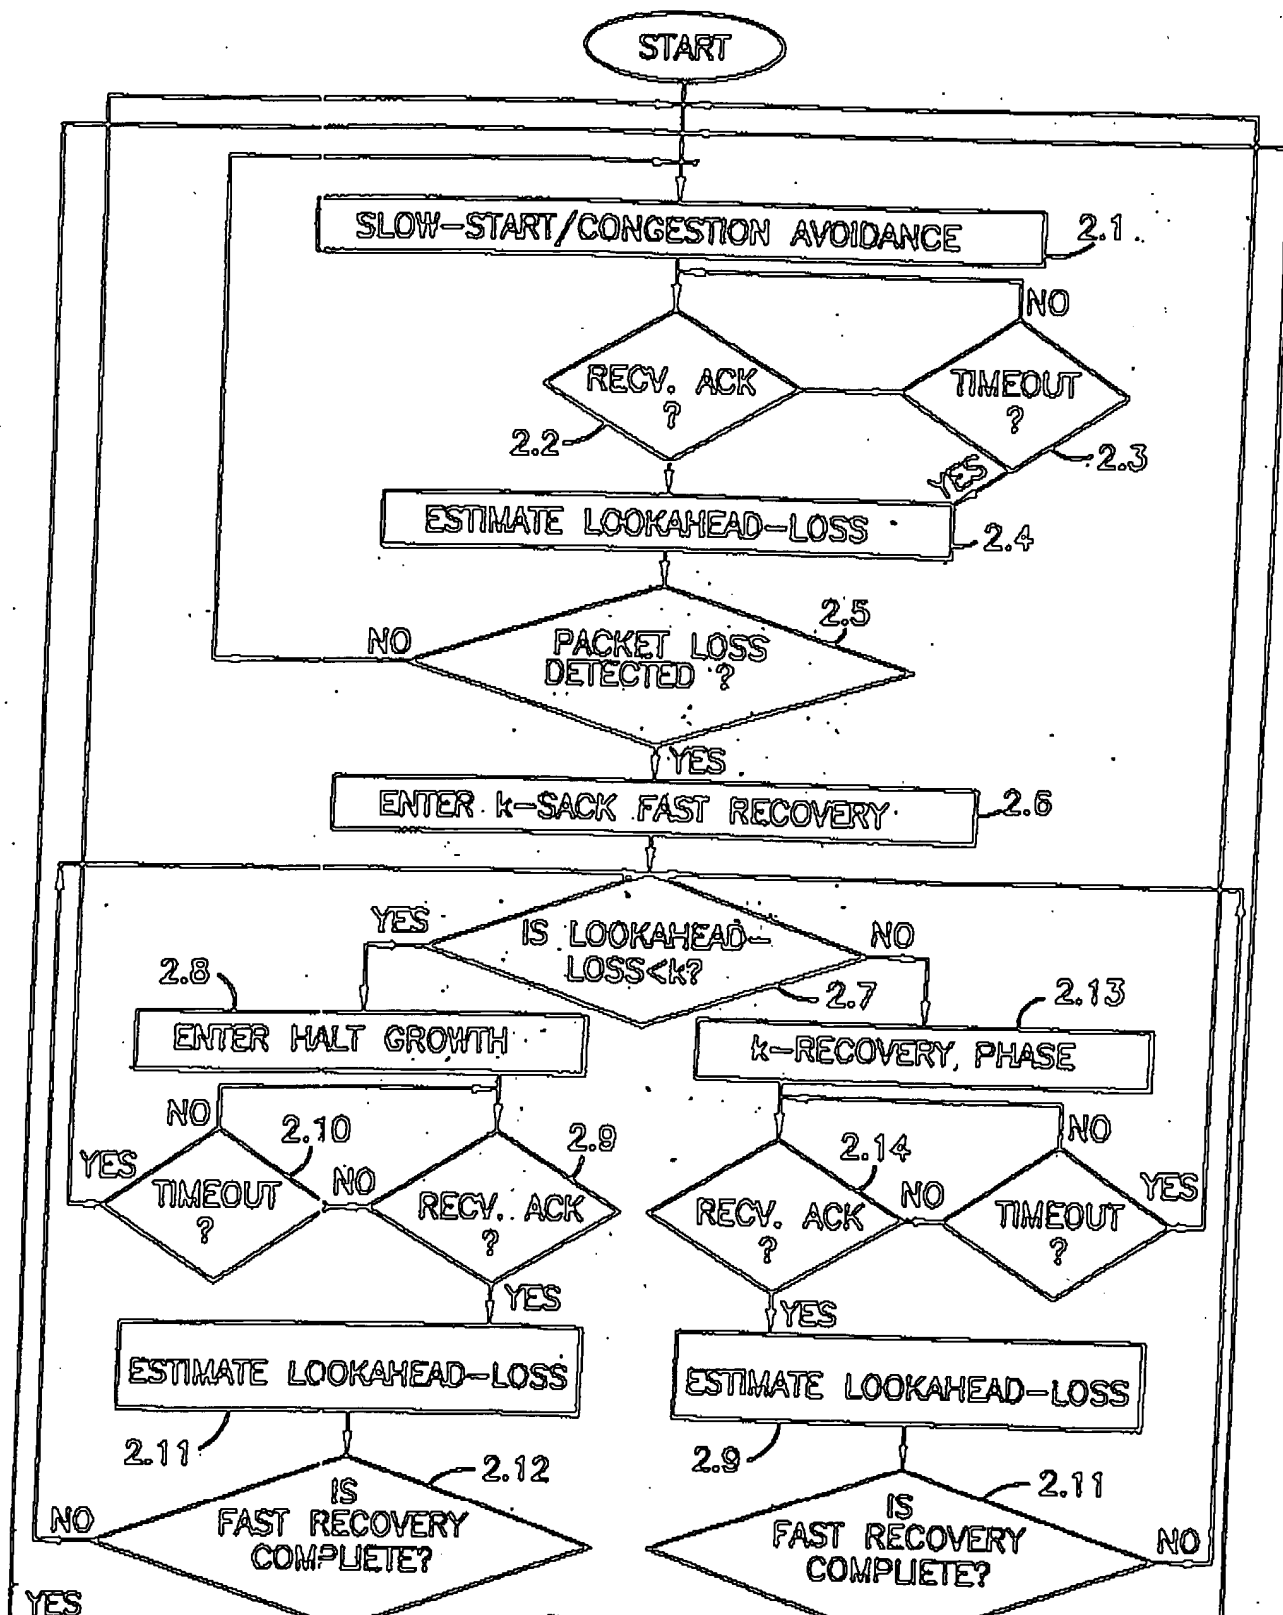 START
SLOW-START/CONGESTION AVOIDANCE
2.1
NO
RECV. ACK
?
TIMEOUT
?
2.2
2.3
YES
ESTIMATE LOOKAHEAD-LOSS
2.4
2.5
NO
PACKET LOSS
DETECTED ?
YES
ENTER k-SACK FAST RECOVERY
2.6
YES
IS LOOKAHEAD-
LOSS<k?
NO
2.7
2.8
2.13
ENTER HALT GROWTH
k-RECOVERY, PHASE
NO
2.10
2.9
2.14
NO
YES
TIMEOUT
?
NO
RECV. ACK
?
RECV. ACK
?
NO
TIMEOUT
?
YES
YES
YES
ESTIMATE LOOKAHEAD-LOSS
ESTIMATE LOOKAHEAD-LOSS
2.11
2.12
2.9
2.11
NO
IS
FAST RECOVERY
COMPLIETE?
IS
FAST RECOVERY
COMPLIETE?
NO
YES